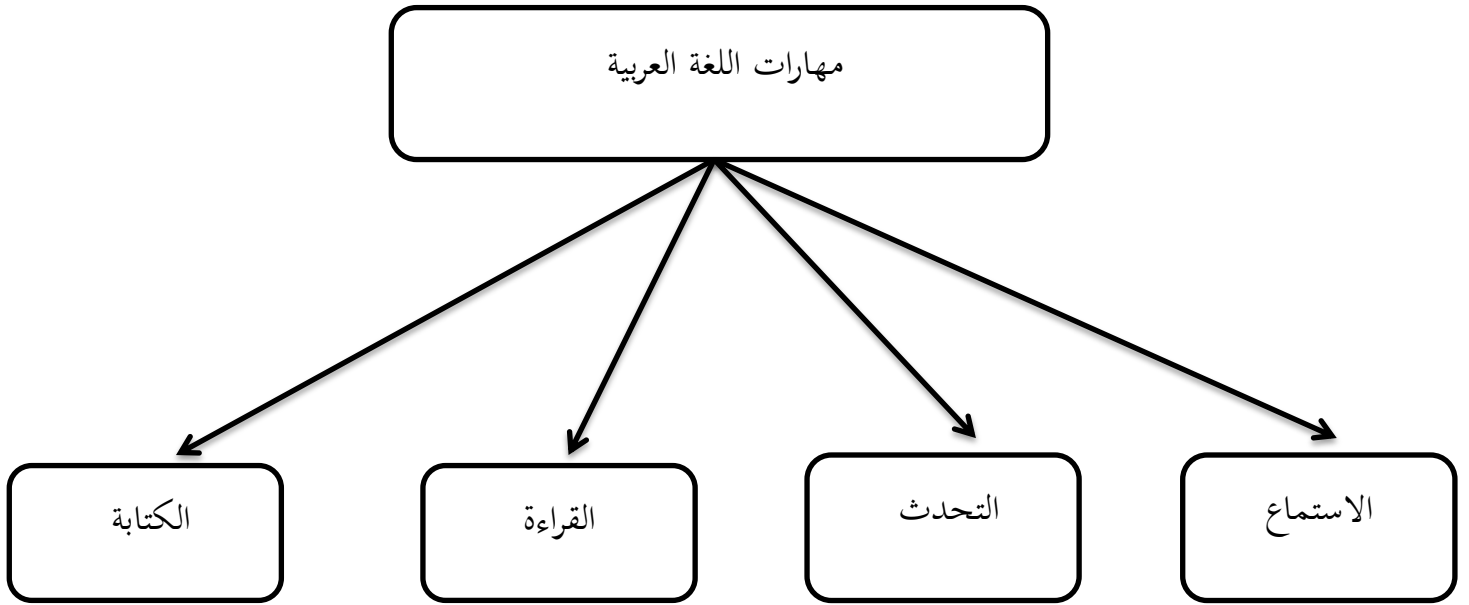 مهارات اللغة العربية
الاستماع
التحدث
القراءة
الكتابة